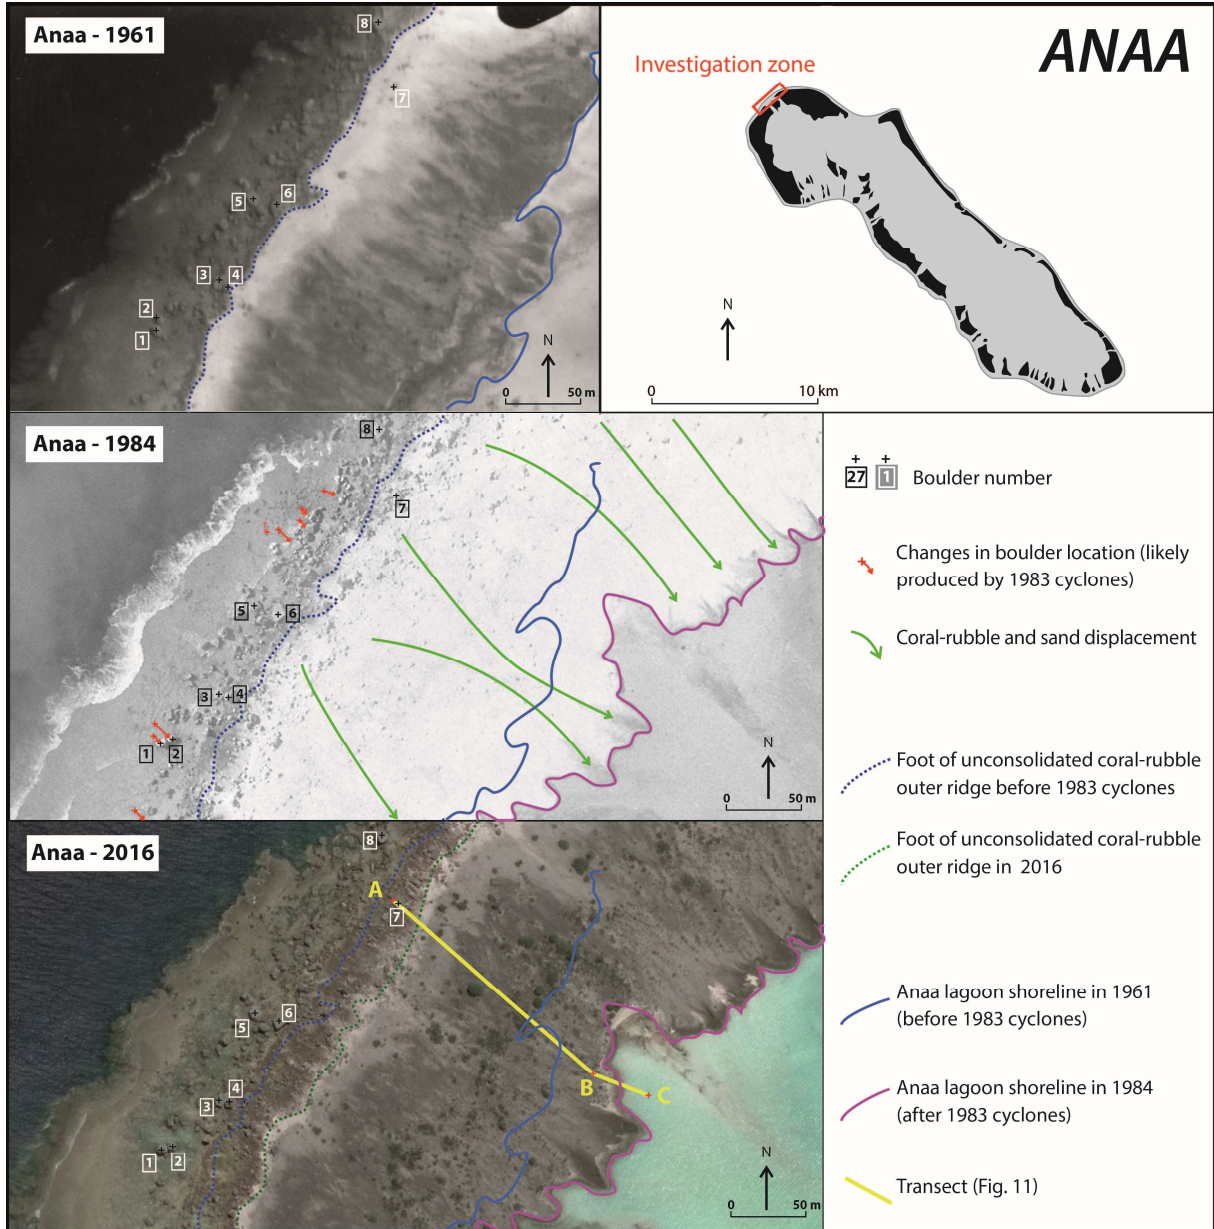 Anaa - 1961
8
7
5
6
3
4
2
1
N
0 50 m
ANAA
Investigation zone
N
0 10 km
Anaa - 1984
8
7
5
6
3
4
1
2
N
0 50 m
Anaa - 2016
8
A
7
6
5
4
3
B
C
1
2
N
0 50 m
27 1 Boulder number
Changes in boulder location (likely
produced by 1983 cyclones)
Coral-rubble and sand displacement
Foot of unconsolidated coral-rubble
outer ridge before 1983 cyclones
Foot of unconsolidated coral-rubble
outer ridge in 2016
Anaa lagoon shoreline in 1961
(before 1983 cyclones)
Anaa lagoon shoreline in 1984
(after 1983 cyclones)
Transect (Fig. 11)